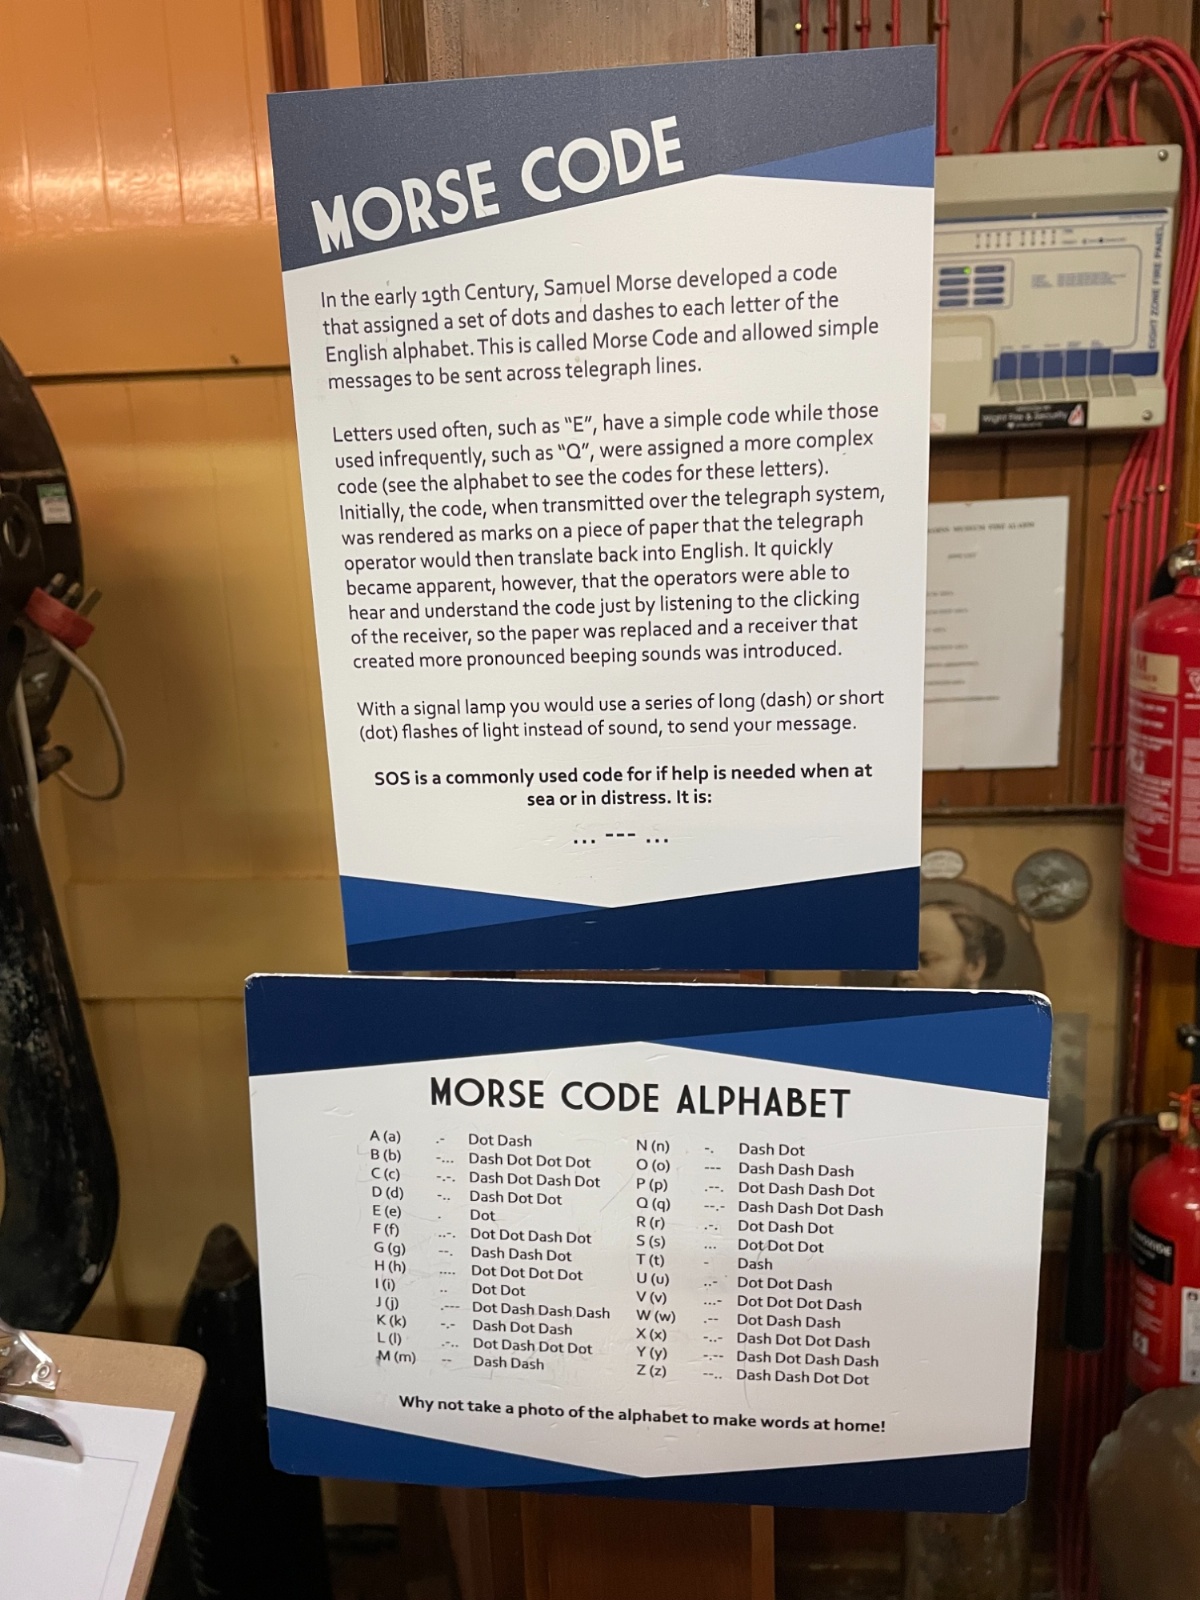 MORSE CODE
In the early 19th Century, Samuel Morse developed a code
that assigned a set of dots and dashes to each letter of the
English alphabet. This is called Morse Code and allowed simple
messages to be sent across telegraph lines.
Letters used often, such as “E”, have a simple code while those
used infrequently, such as “Q”, were assigned a more complex
code (see the alphabet to see the codes for these letters).
Initially, the code, when transmitted over the telegraph system,
was rendered as marks on a piece of paper that the telegraph
operator would then translate back into English. It quickly
became apparent, however, that the operators were able to
hear and understand the code just by listening to the clicking
of the receiver, so the paper was replaced and a receiver that
created more pronounced beeping sounds was introduced.
With a signal lamp you would use a series of long (dash) or short
(dot) flashes of light instead of sound, to send your message.
SOS is a commonly used code for if help is needed when at
sea or in distress. It is:
... --- ...
MORSE CODE ALPHABET
A (a) .- Dot Dash
B (b) -... Dash Dot Dot Dot
C (c) -.-. Dash Dot Dash Dot
D (d) -.. Dash Dot Dot
E (e) . Dot
F (f) ..-. Dot Dot Dash Dot
G (g) --. Dash Dash Dot
H (h) .... Dot Dot Dot Dot
I (i) .. Dot Dot
J (j) .--- Dot Dash Dash Dash
K (k) -.- Dash Dot Dash
L (l) .-.. Dot Dash Dot Dot
M (m) -- Dash Dash
N (n) -. Dash Dot
O (o) --- Dash Dash Dash
P (p) .--. Dot Dash Dash Dot
Q (q) --.- Dash Dash Dot Dash
R (r) .-. Dot Dash Dot
S (s) ... Dot Dot Dot
T (t) - Dash
U (u) ..- Dot Dot Dash
V (v) ...- Dot Dot Dot Dash
W (w) .-- Dot Dash Dash
X (x) -..- Dash Dot Dot Dash
Y (y) -.-- Dash Dot Dash Dash
Z (z) --.. Dash Dash Dot Dot
Why not take a photo of the alphabet to make words at home!
EIGHT ZONE FIRE PANEL
Wight Fire & Security
MUSEUM FIRE ALARM